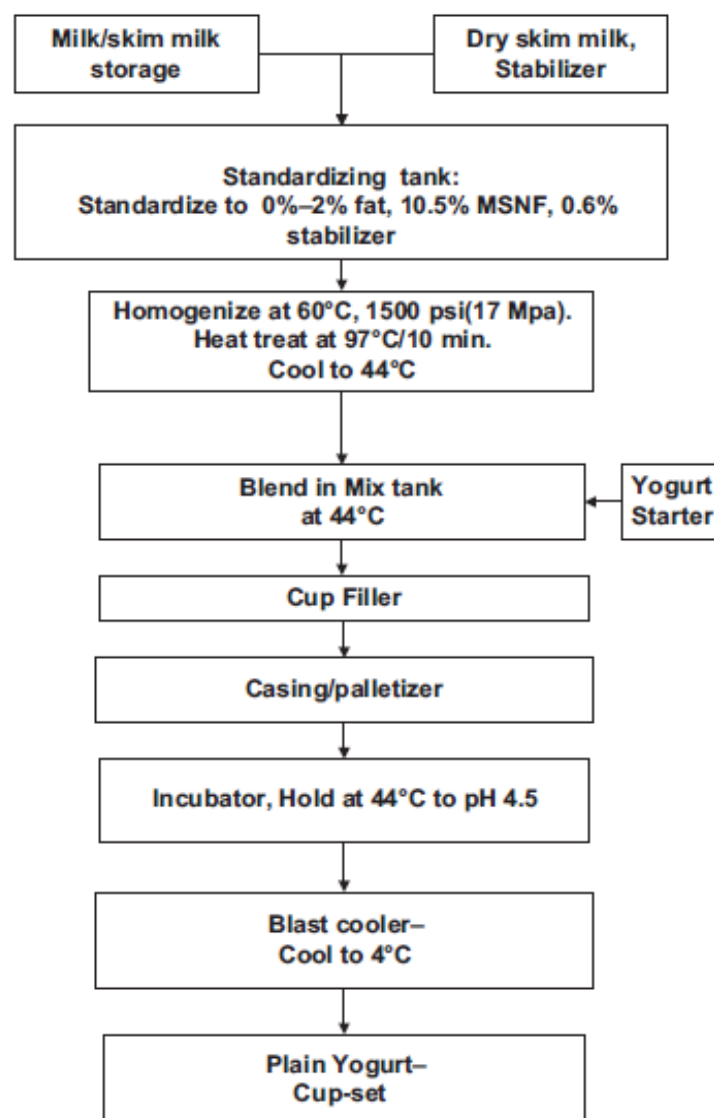 Milk/skim milk
storage
Dry skim milk,
Stabilizer
Standardizing tank:
Standardize to 0%–2% fat, 10.5% MSNF, 0.6%
stabilizer
Homogenize at 60°C, 1500 psi(17 Mpa).
Heat treat at 97°C/10 min.
Cool to 44°C
Blend in Mix tank
at 44°C
Yogurt
Starter
Cup Filler
Casing/palletizer
Incubator, Hold at 44°C to pH 4.5
Blast cooler–
Cool to 4°C
Plain Yogurt–
Cup-set